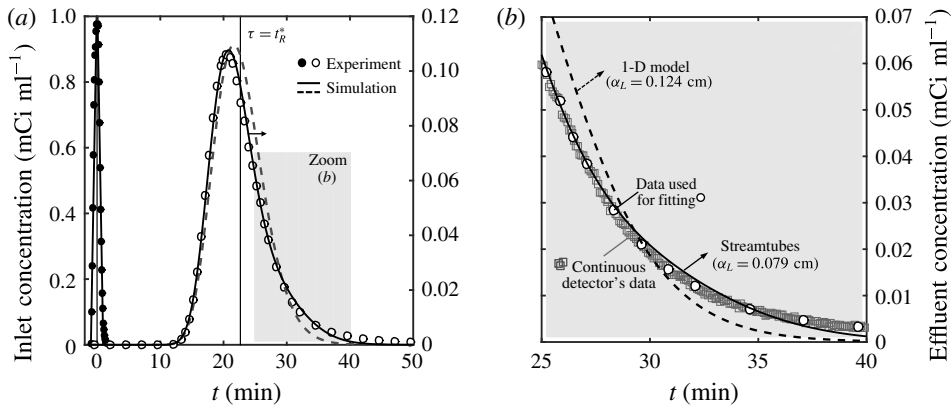 (a)
Inlet concentration (mCi ml⁻¹)
1.0
0.8
0.6
0.4
0.2
0
0.12
0.10
0.08
0.06
0.04
0.02
0
τ = t*R
Experiment
Simulation
Zoom
(b)
0 10 20 30 40 50
t (min)
(b)
1-D model
(αL = 0.124 cm)
Data used
for fitting
Continuous
detector's data
Streamtubes
(αL = 0.079 cm)
0.07
0.06
0.05
0.04
0.03
0.02
0.01
0
Effluent concentration (mCi ml⁻¹)
25 30 35 40
t (min)